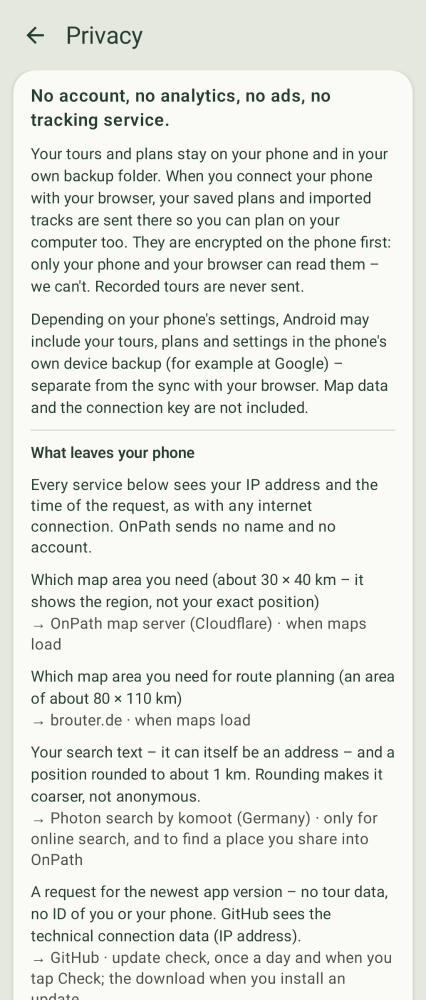 Privacy
No account, no analytics, no ads, no
tracking service.
Your tours and plans stay on your phone and in your
own backup folder. When you connect your phone
with your browser, your saved plans and imported
tracks are sent there so you can plan on your
computer too. They are encrypted on the phone first:
only your phone and your browser can read them –
we can't. Recorded tours are never sent.
Depending on your phone's settings, Android may
include your tours, plans and settings in the phone's
own device backup (for example at Google) –
separate from the sync with your browser. Map data
and the connection key are not included.
What leaves your phone
Every service below sees your IP address and the
time of the request, as with any internet
connection. OnPath sends no name and no
account.
Which map area you need (about 30 × 40 km – it
shows the region, not your exact position)
→ OnPath map server (Cloudflare) · when maps
load
Which map area you need for route planning (an area
of about 80 × 110 km)
→ brouter.de · when maps load
Your search text – it can itself be an address – and a
position rounded to about 1 km. Rounding makes it
coarser, not anonymous.
→ Photon search by komoot (Germany) · only for
online search, and to find a place you share into
OnPath
A request for the newest app version – no tour data,
no ID of you or your phone. GitHub sees the
technical connection data (IP address).
→ GitHub · update check, once a day and when you
tap Check; the download when you install an
update